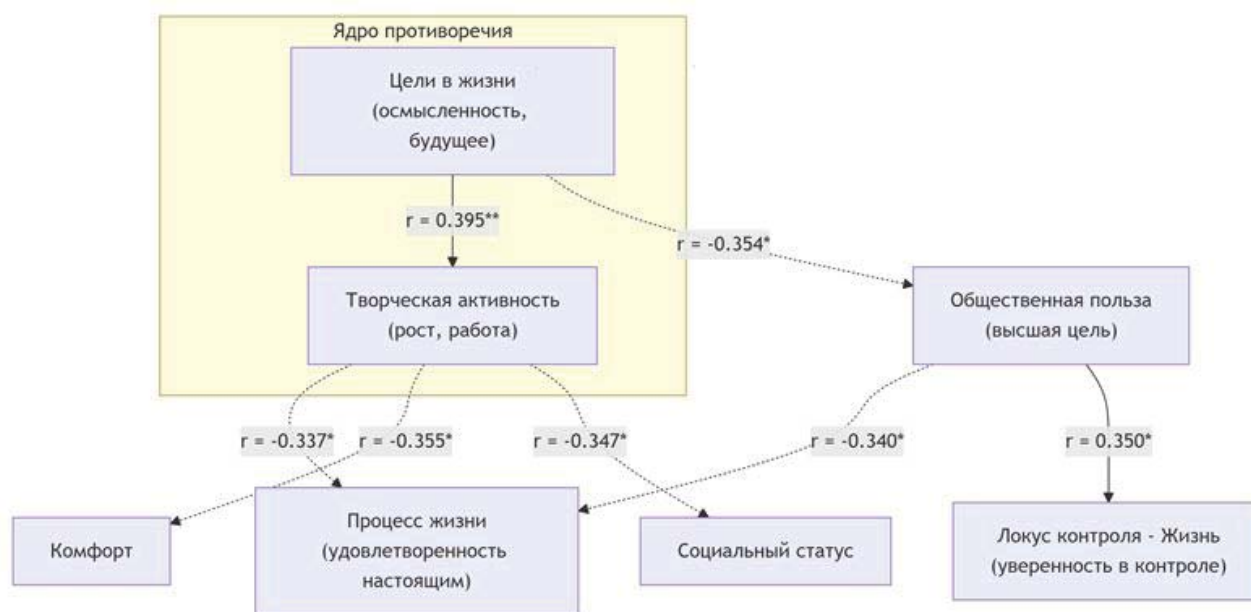 Ядро противоречия
Цели в жизни
(осмысленность,
будущее)
r = 0.395**
r = -0.354*
Творческая активность
(рост, работа)
Общественная польза
(высшая цель)
r = -0.337*
r = -0.355*
r = -0.347*
r = -0.340*
r = 0.350*
Комфорт
Процесс жизни
(удовлетворенность
настоящим)
Социальный статус
Локус контроля - Жизнь
(уверенность в контроле)